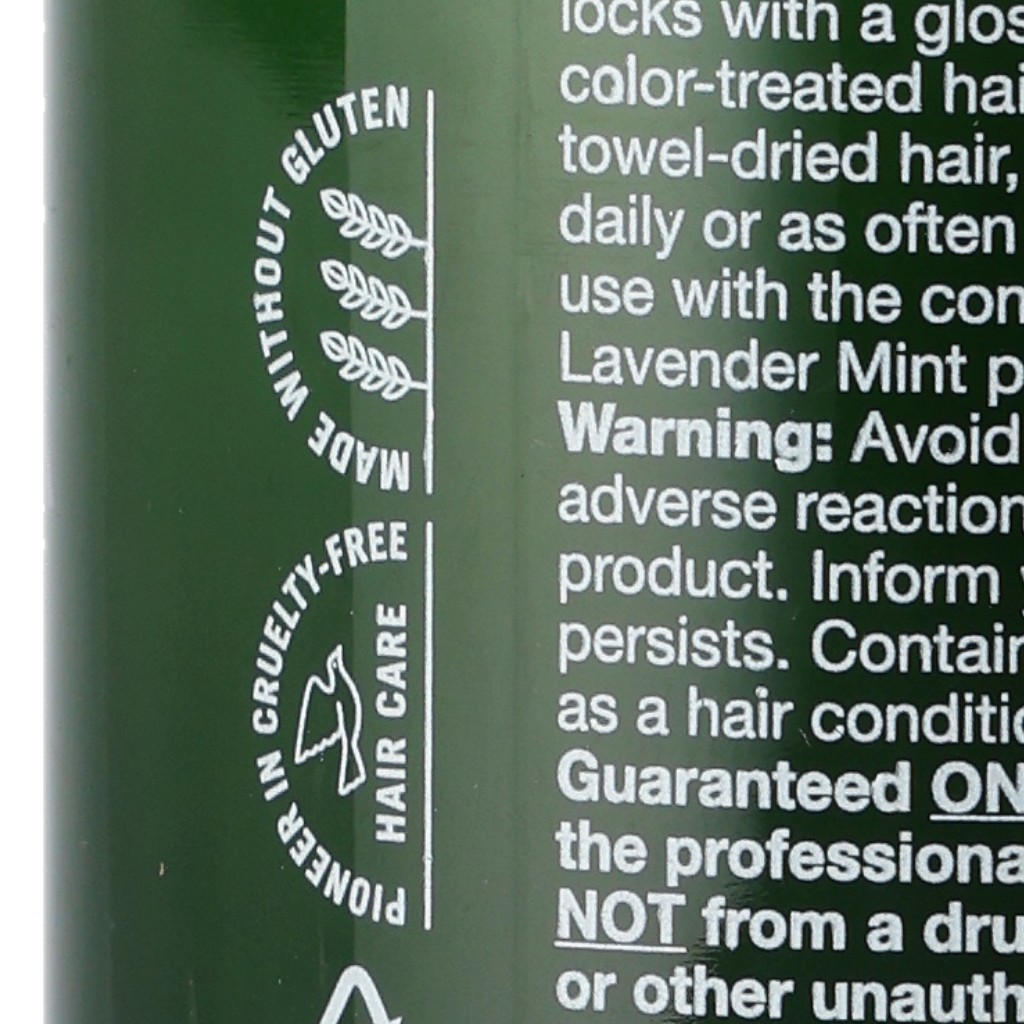 MADE WITHOUT GLUTEN
PIONEER IN CRUELTY-FREE
HAIR CARE
locks with a glos
color-treated hai
towel-dried hair,
daily or as often
use with the con
Lavender Mint p
Warning: Avoid
adverse reaction
product. Inform y
persists. Contain
as a hair conditio
Guaranteed ON
the professiona
NOT from a dru
or other unauth